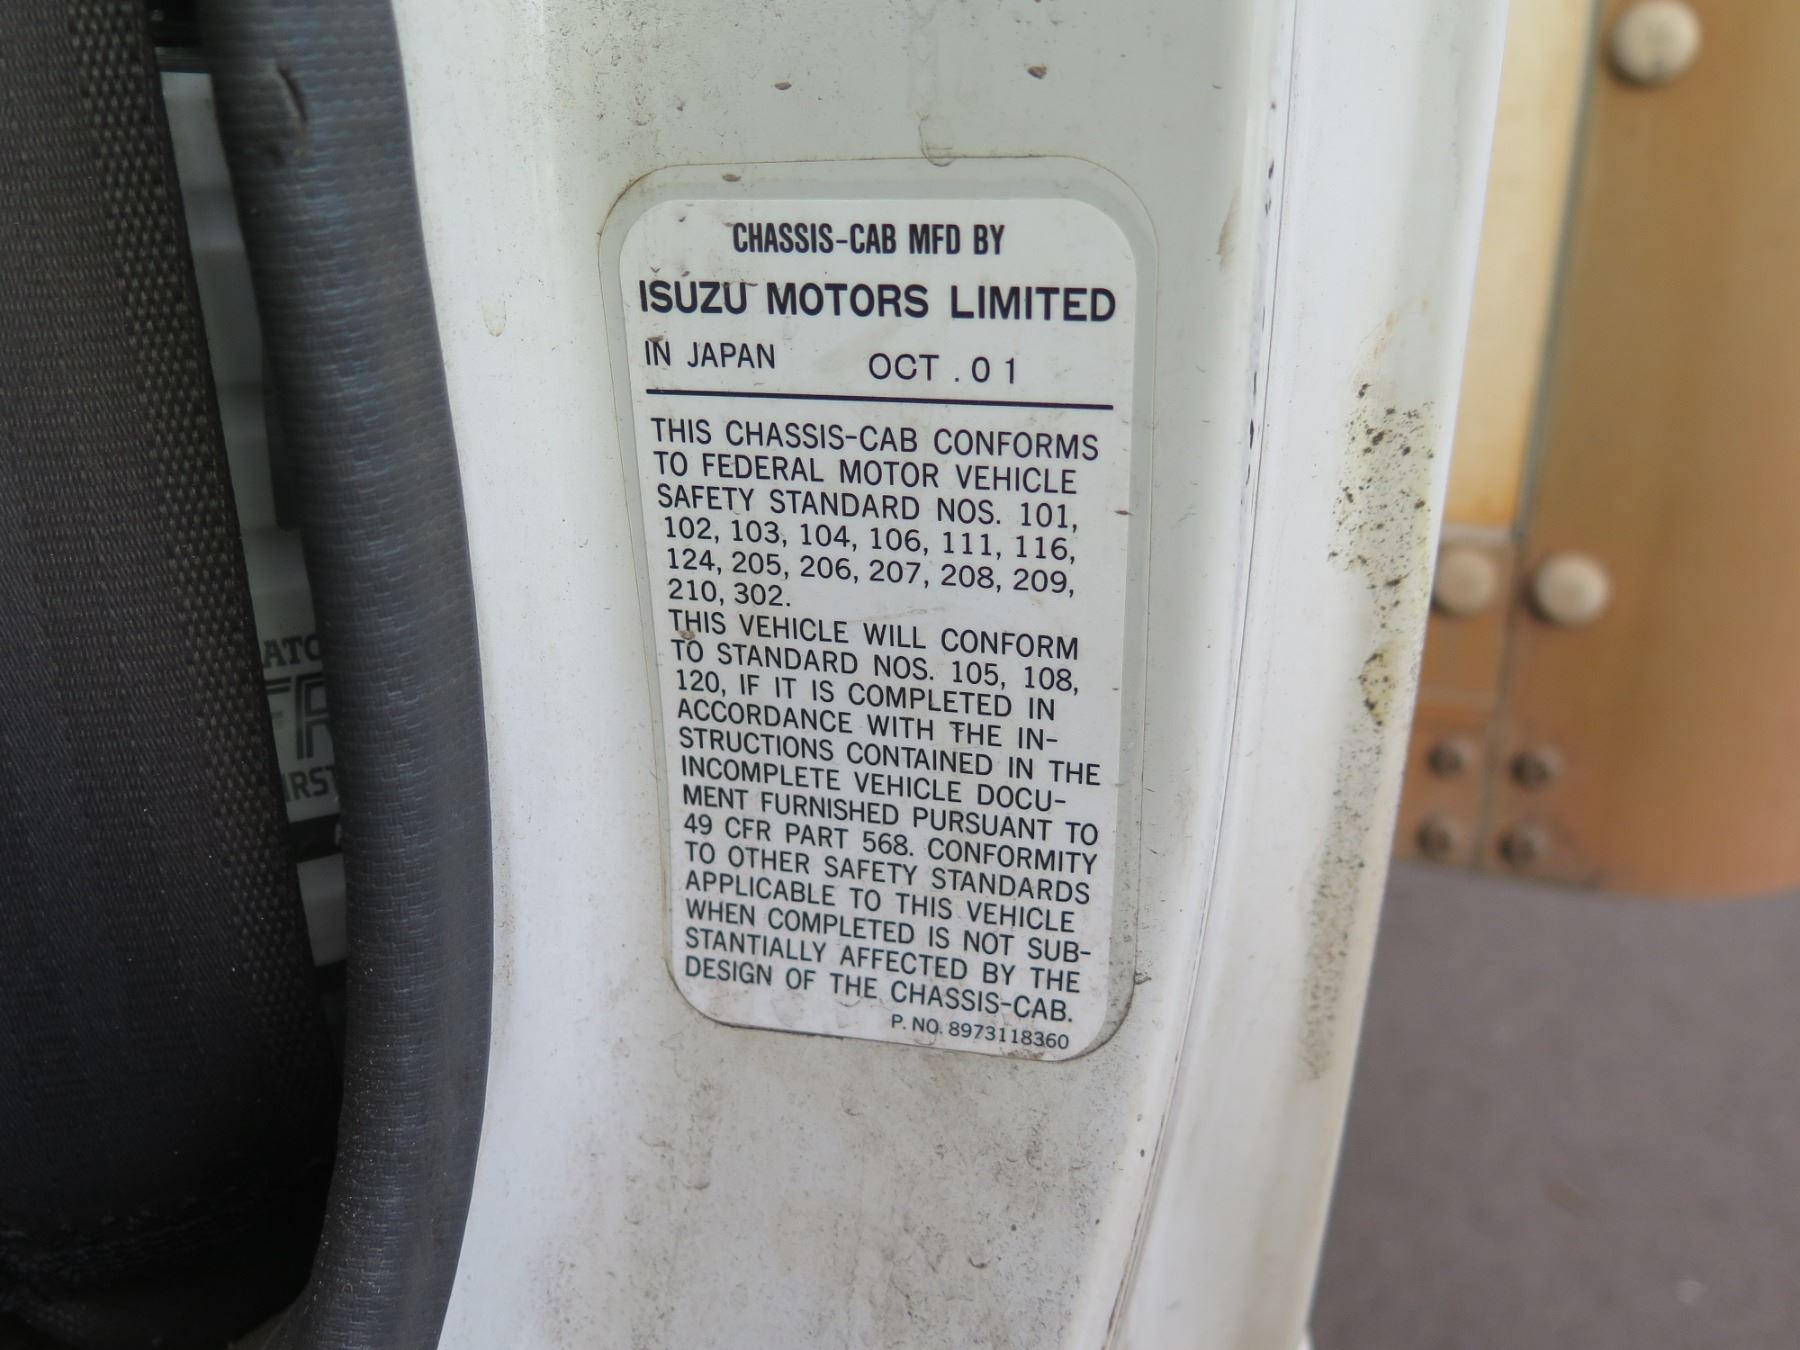 CHASSIS-CAB MFD BY
ISUZU MOTORS LIMITED
IN JAPAN OCT.01
THIS CHASSIS-CAB CONFORMS
TO FEDERAL MOTOR VEHICLE
SAFETY STANDARD NOS. 101,
102, 103, 104, 106, 111, 116,
124, 205, 206, 207, 208, 209,
210, 302.
THIS VEHICLE WILL CONFORM
TO STANDARD NOS. 105, 108,
120, IF IT IS COMPLETED IN
ACCORDANCE WITH THE IN-
STRUCTIONS CONTAINED IN THE
INCOMPLETE VEHICLE DOCU-
MENT FURNISHED PURSUANT TO
49 CFR PART 568. CONFORMITY
TO OTHER SAFETY STANDARDS
APPLICABLE TO THIS VEHICLE
WHEN COMPLETED IS NOT SUB-
STANTIALLY AFFECTED BY THE
DESIGN OF THE CHASSIS-CAB.
P. NO. 8973118360